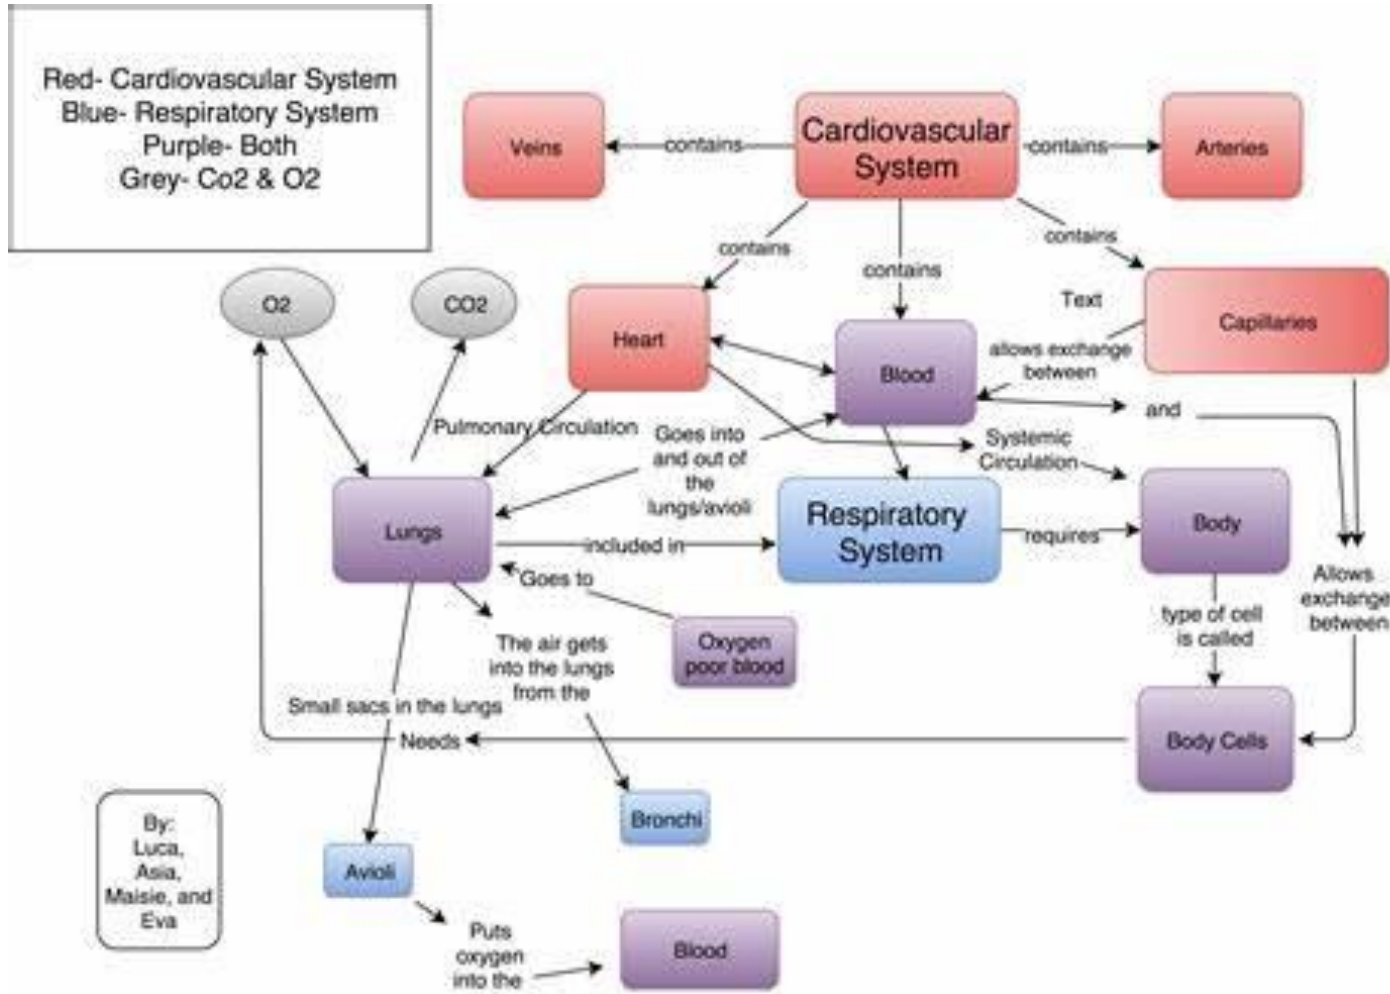 Red- Cardiovascular System
Blue- Respiratory System
Purple- Both
Grey- Co2 & O2
Veins
contains
Cardiovascular
System
contains
Arteries
contains
contains
contains
O2
CO2
Heart
Blood
Text
Capillaries
allows exchange
between
and
Pulmonary Circulation
Goes into
and out of
the
lungs/avioli
Systemic
Circulation
Lungs
included in
Respiratory
System
requires
Body
Goes to
Oxygen
poor blood
Allows
exchange
between
type of cell
is called
The air gets
into the lungs
from the
Small sacs in the lungs
Needs
Body Cells
Bronchi
By:
Luca,
Asia,
Maisie, and
Eva
Avioli
Puts
oxygen
into the
Blood